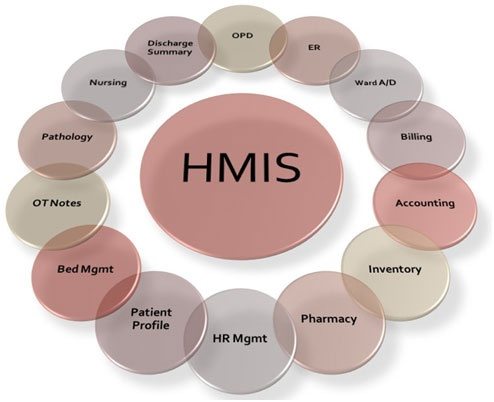 HMIS
OPD
ER
Ward A/D
Billing
Accounting
Inventory
Pharmacy
HR Mgmt
Patient
Profile
Bed Mgmt
OT Notes
Pathology
Nursing
Discharge
Summary